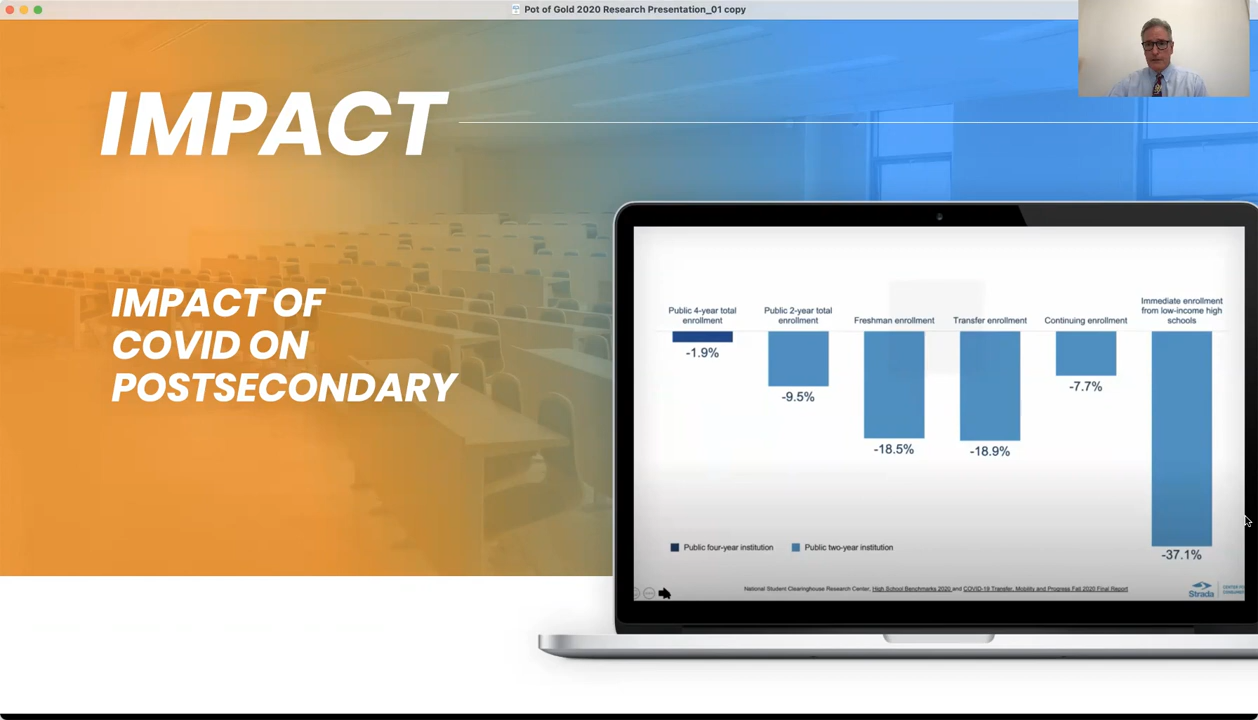 Pot of Gold 2020 Research Presentation_01 copy
IMPACT
IMPACT OF
COVID ON
POSTSECONDARY
Public 4-year total
enrollment
-1.9%
Public 2-year total
enrollment
-9.5%
Freshman enrollment
-18.5%
Transfer enrollment
-18.9%
Continuing enrollment
-7.7%
Immediate enrollment
from low-income high
schools
-37.1%
Public four-year institution
Public two-year institution
National Student Clearinghouse Research Center, High School Benchmarks 2020 and COVID-19 Transfer, Mobility and Progress Fall 2020 Final Report
Strada